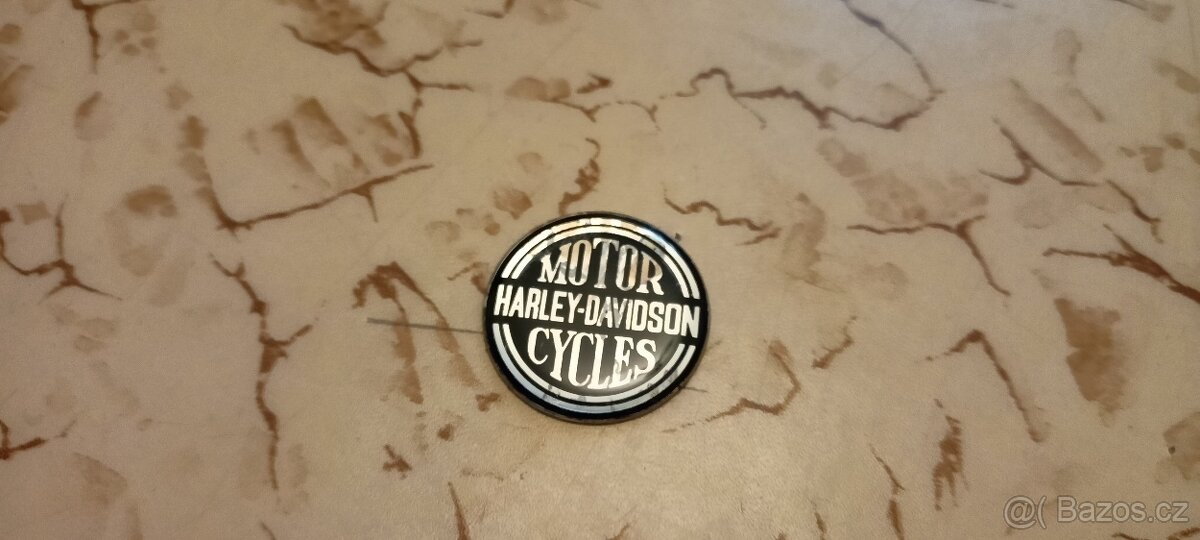 MOTOR
HARLEY-DAVIDSON
CYCLES
@( Bazos.cz